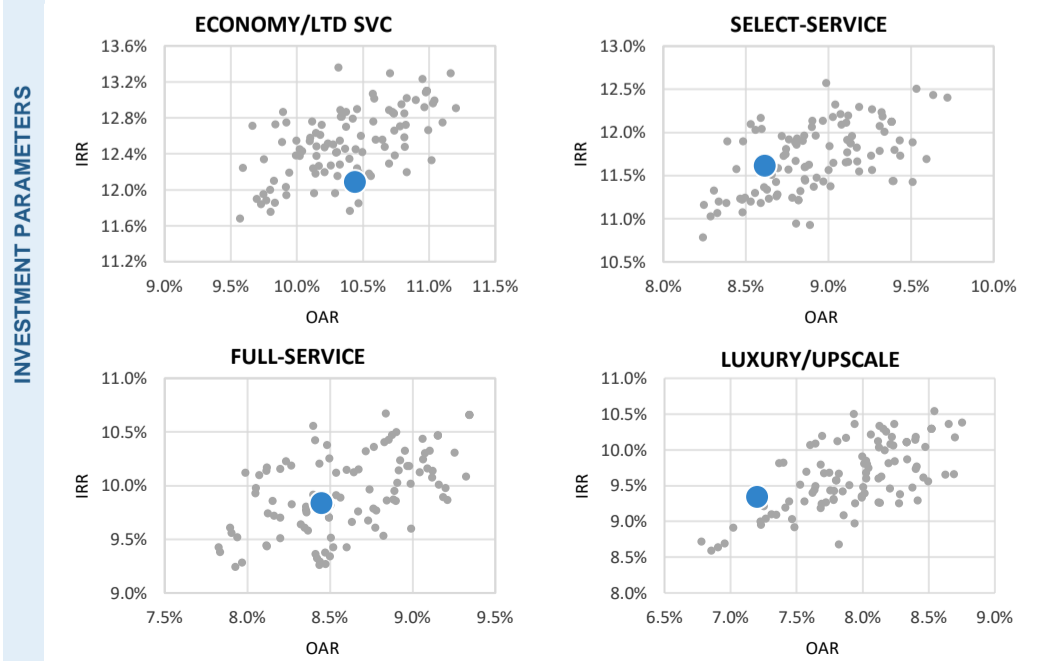 INVESTMENT PARAMETERS
ECONOMY/LTD SVC
13.6%
13.2%
12.8%
12.4%
12.0%
11.6%
11.2%
IRR
9.0% 9.5% 10.0% 10.5% 11.0% 11.5%
OAR
SELECT-SERVICE
13.0%
12.5%
12.0%
11.5%
11.0%
10.5%
IRR
8.0% 8.5% 9.0% 9.5% 10.0%
OAR
FULL-SERVICE
11.0%
10.5%
10.0%
9.5%
9.0%
IRR
7.5% 8.0% 8.5% 9.0% 9.5%
OAR
LUXURY/UPSCALE
11.0%
10.5%
10.0%
9.5%
9.0%
8.5%
8.0%
IRR
6.5% 7.0% 7.5% 8.0% 8.5% 9.0%
OAR